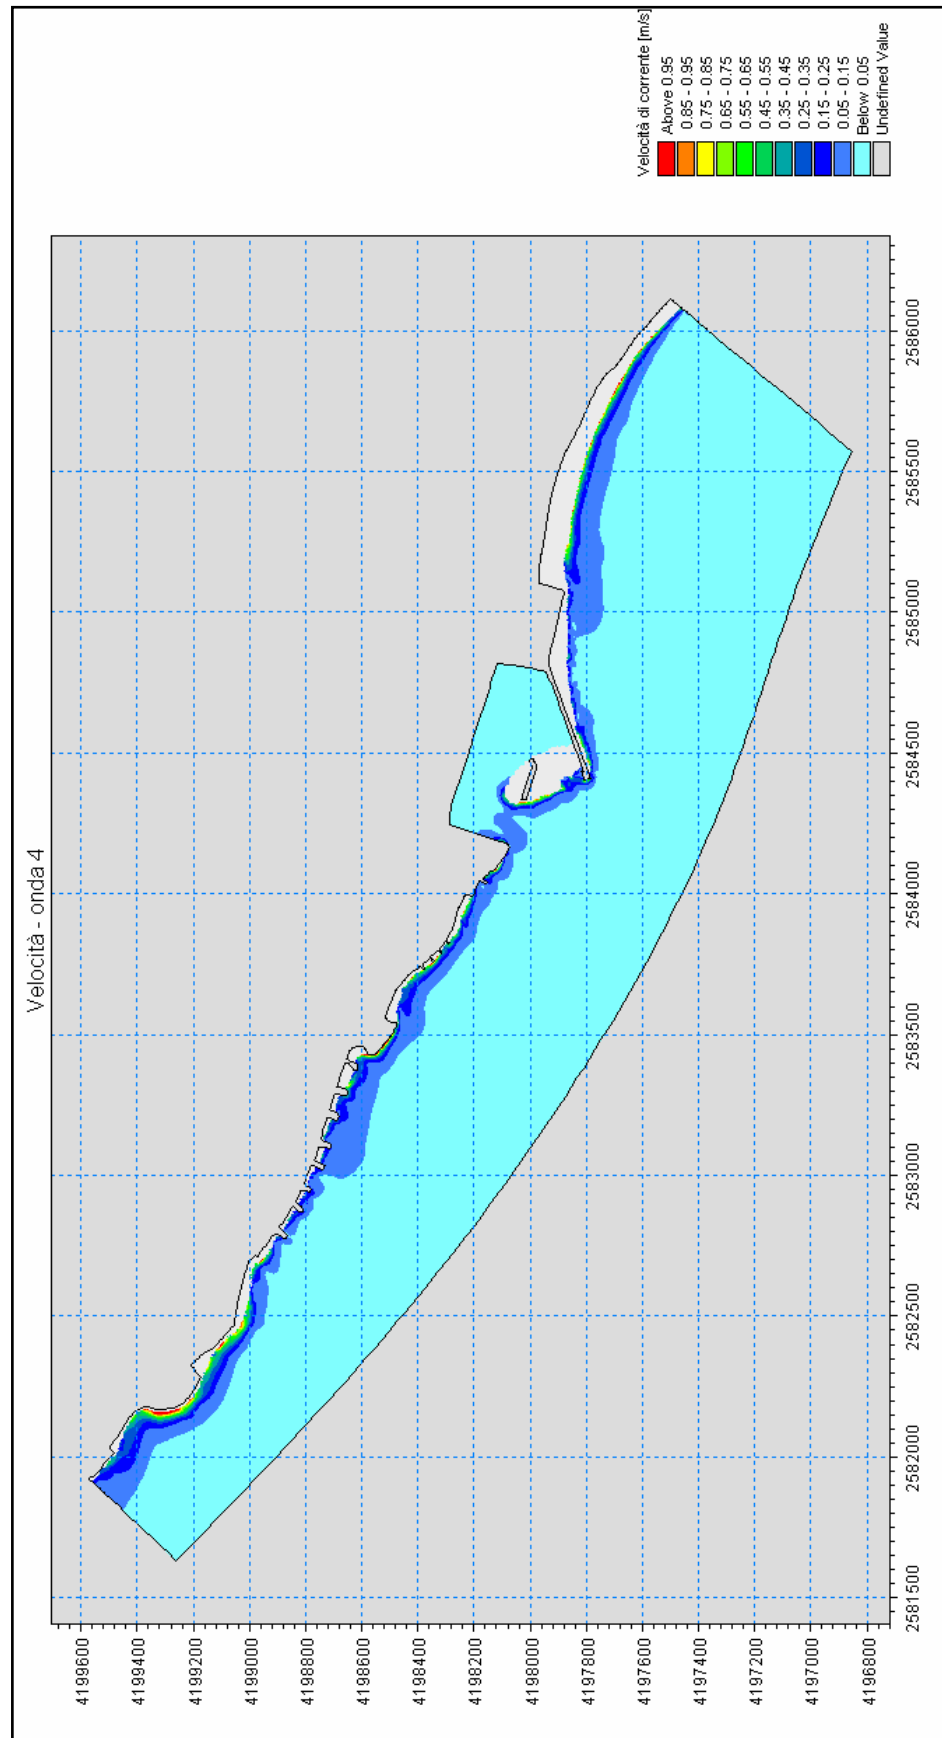 Velocità - onda 4
Velocità di corrente [m/s]
Above 0.95
0.85 - 0.95
0.75 - 0.85
0.65 - 0.75
0.55 - 0.65
0.45 - 0.55
0.35 - 0.45
0.25 - 0.35
0.15 - 0.25
0.05 - 0.15
Below 0.05
Undefined Value
4199600
4199400
4199200
4199000
4198800
4198600
4198400
4198200
4198000
4197800
4197600
4197400
4197200
4197000
4196800
2581500
2582000
2582500
2583000
2583500
2584000
2584500
2585000
2585500
2586000